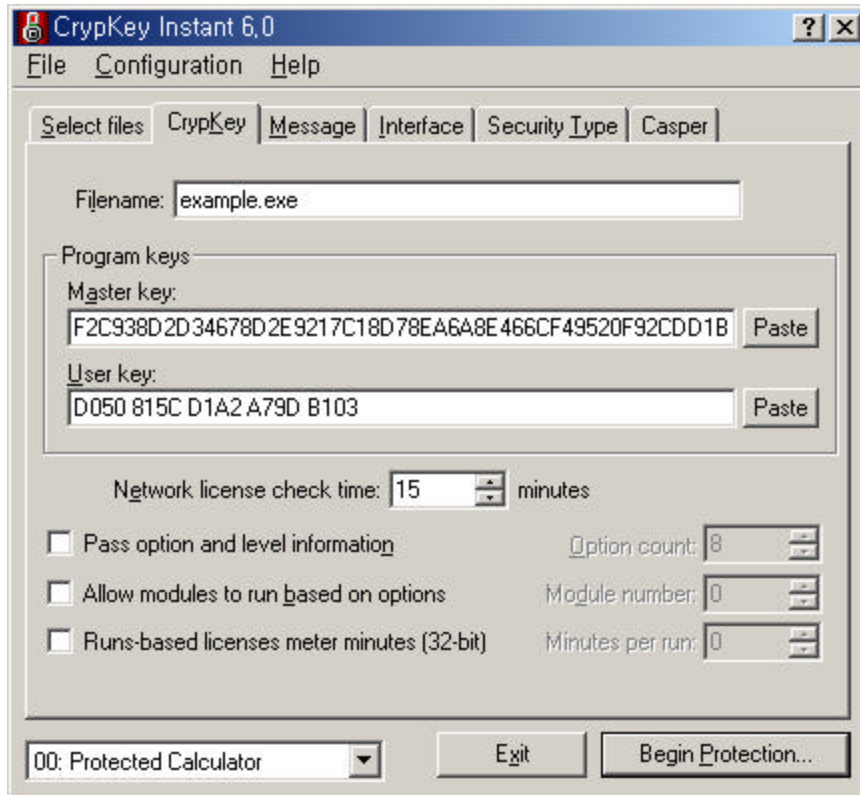 CrypKey Instant 6,0
File Configuration Help
Select files CrypKey Message Interface Security Type Casper
Filename: example.exe
Program keys
Master key:
F2C938D2D34678D2E9217C18D78EA6A8E466CF49520F92CDD1B Paste
User key:
D050 815C D1A2 A79D B103 Paste
Network license check time: 15 minutes
Pass option and level information Option count: 8
Allow modules to run based on options Module number: 0
Runs-based licenses meter minutes (32-bit) Minutes per run: 0
00: Protected Calculator Exit Begin Protection...